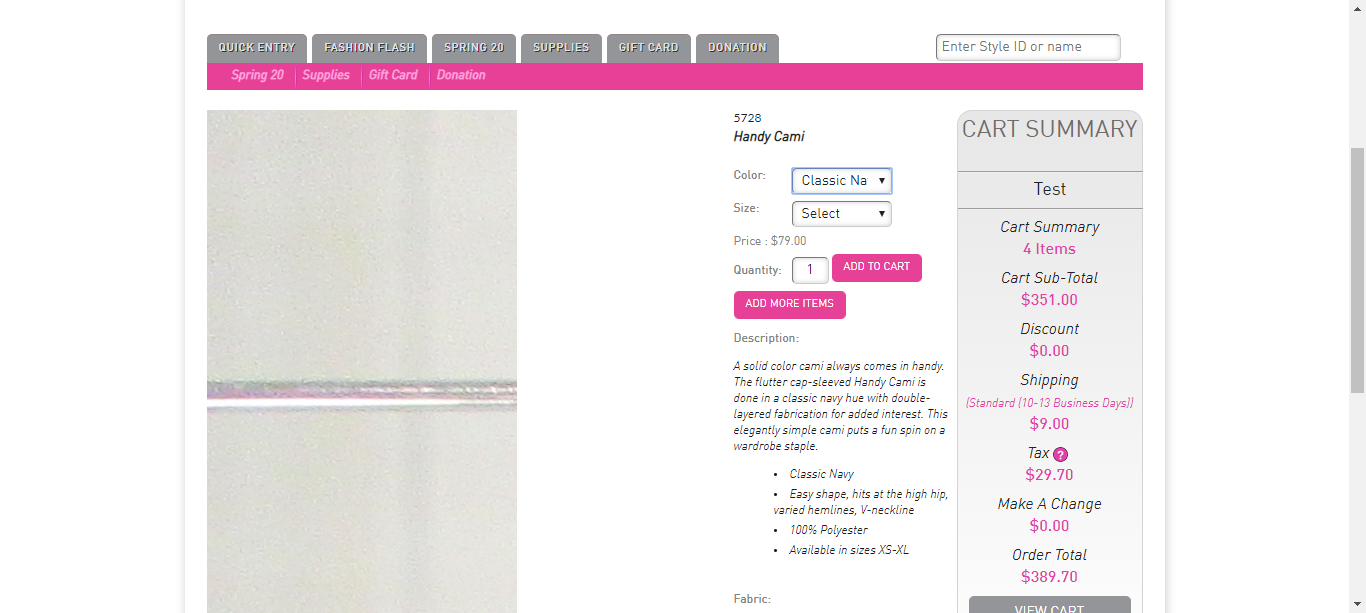 QUICK ENTRY
FASHION FLASH
SPRING 20
SUPPLIES
GIFT CARD
DONATION
Enter Style ID or name
Spring 20
Supplies
Gift Card
Donation
5728
Handy Cami
Color:
Classic Na
Size:
Select
Price : $79.00
Quantity:
1
ADD TO CART
ADD MORE ITEMS
Description:
A solid color cami always comes in handy.
The flutter cap-sleeved Handy Cami is
done in a classic navy hue with double-
layered fabrication for added interest. This
elegantly simple cami puts a fun spin on a
wardrobe staple.
• Classic Navy
• Easy shape, hits at the high hip,
varied hemlines, V-neckline
• 100% Polyester
• Available in sizes XS-XL
Fabric:
CART SUMMARY
Test
Cart Summary
4 Items
Cart Sub-Total
$351.00
Discount
$0.00
Shipping
(Standard (10-13 Business Days))
$9.00
Tax ?
$29.70
Make A Change
$0.00
Order Total
$389.70
VIEW CART